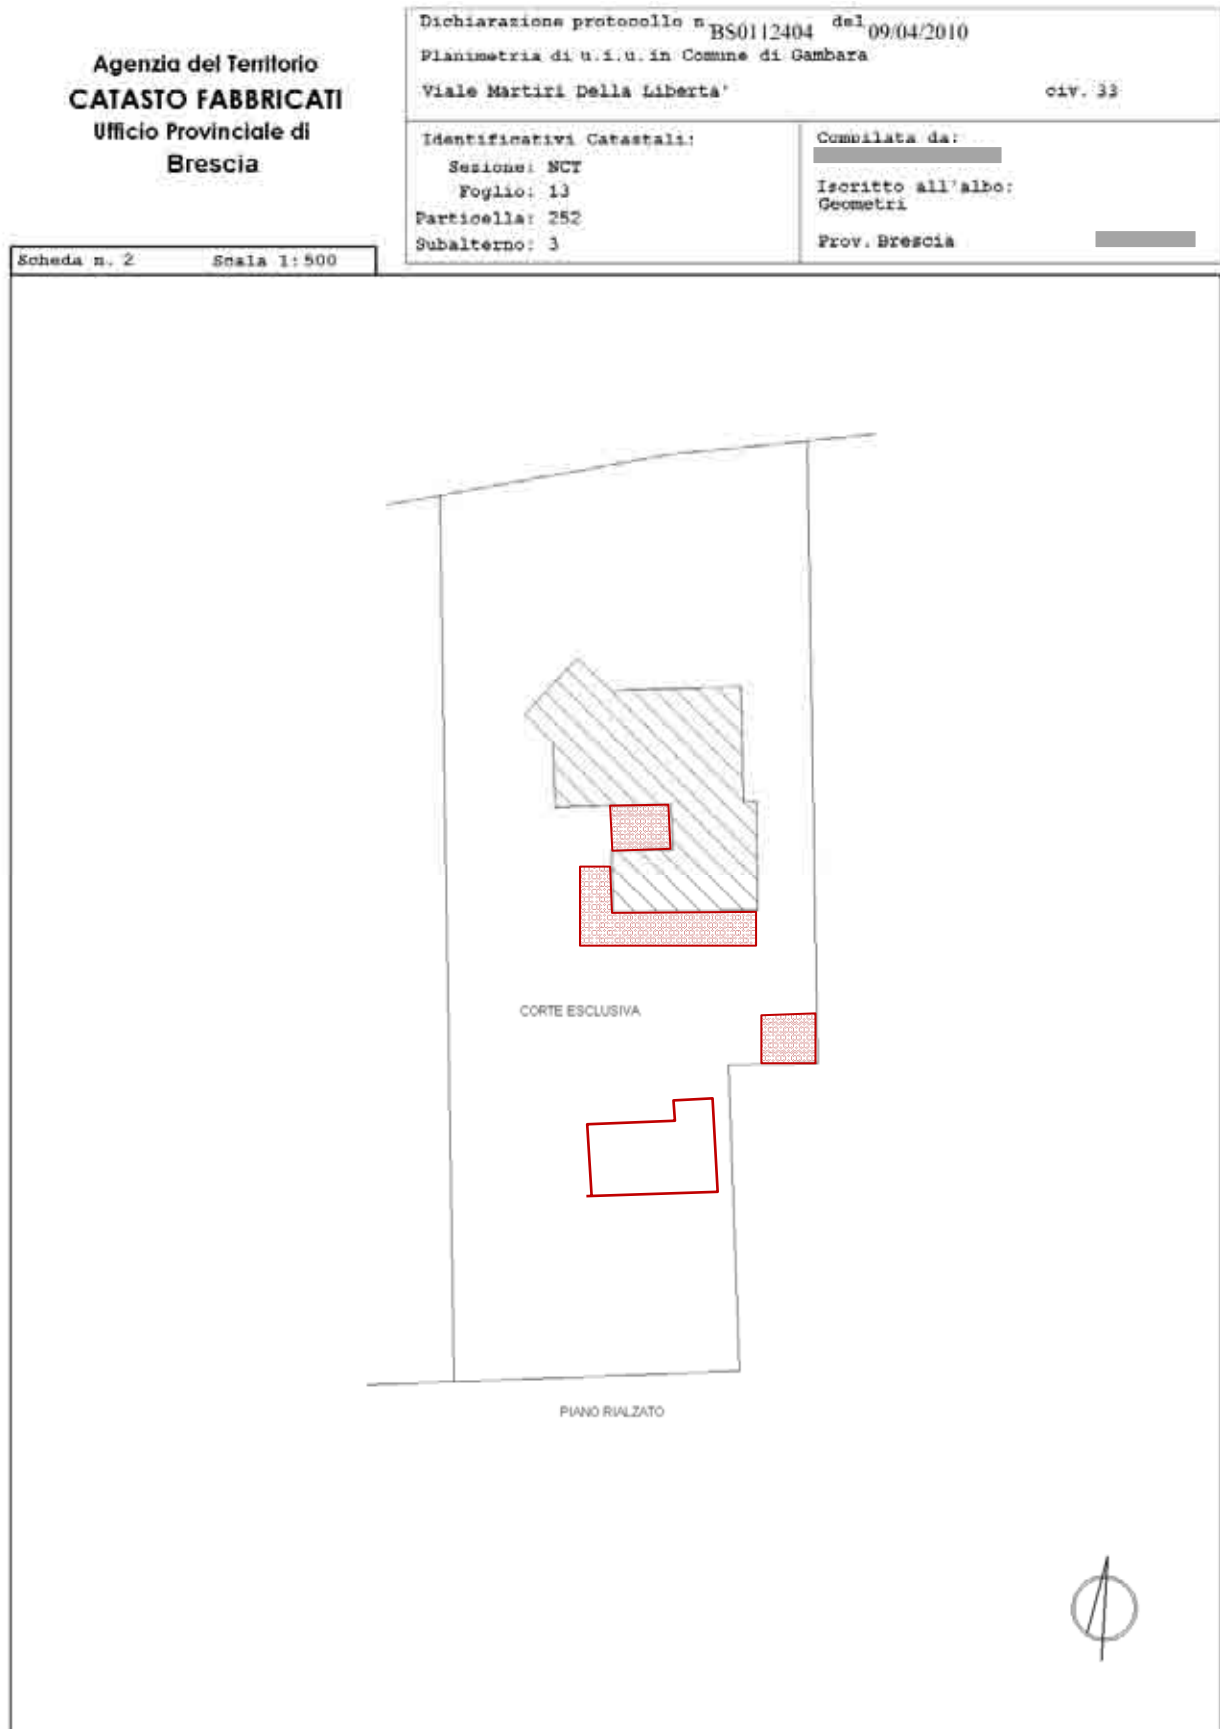 Agenzia del Territorio
CATASTO FABBRICATI
Ufficio Provinciale di
Brescia
Dichiarazione protocollo n. BS0112404 del 09/04/2010
Planimetria di u.i.u. in Comune di Gambara
Viale Martiri Della Liberta' civ. 33
Identificativi Catastali:
Sezione: NCT
Foglio: 13
Particella: 252
Subalterno: 3
Compilata da:
Iscritto all'albo:
Geometri
Prov. Brescia
Scheda n. 2 Scala 1:500
CORTE ESCLUSIVA
PIANO RIALZATO